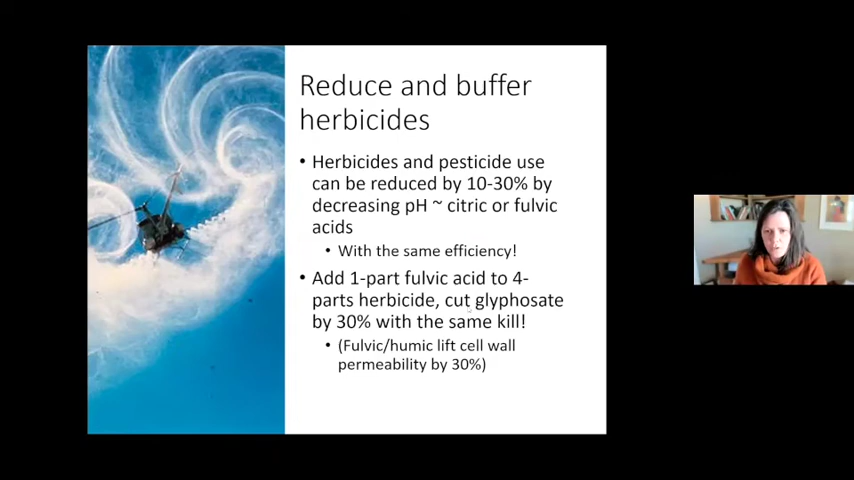 Reduce and buffer
herbicides
• Herbicides and pesticide use
can be reduced by 10-30% by
decreasing pH ~ citric or fulvic
acids
• With the same efficiency!
• Add 1-part fulvic acid to 4-
parts herbicide, cut glyphosate
by 30% with the same kill!
• (Fulvic/humic lift cell wall
permeability by 30%)